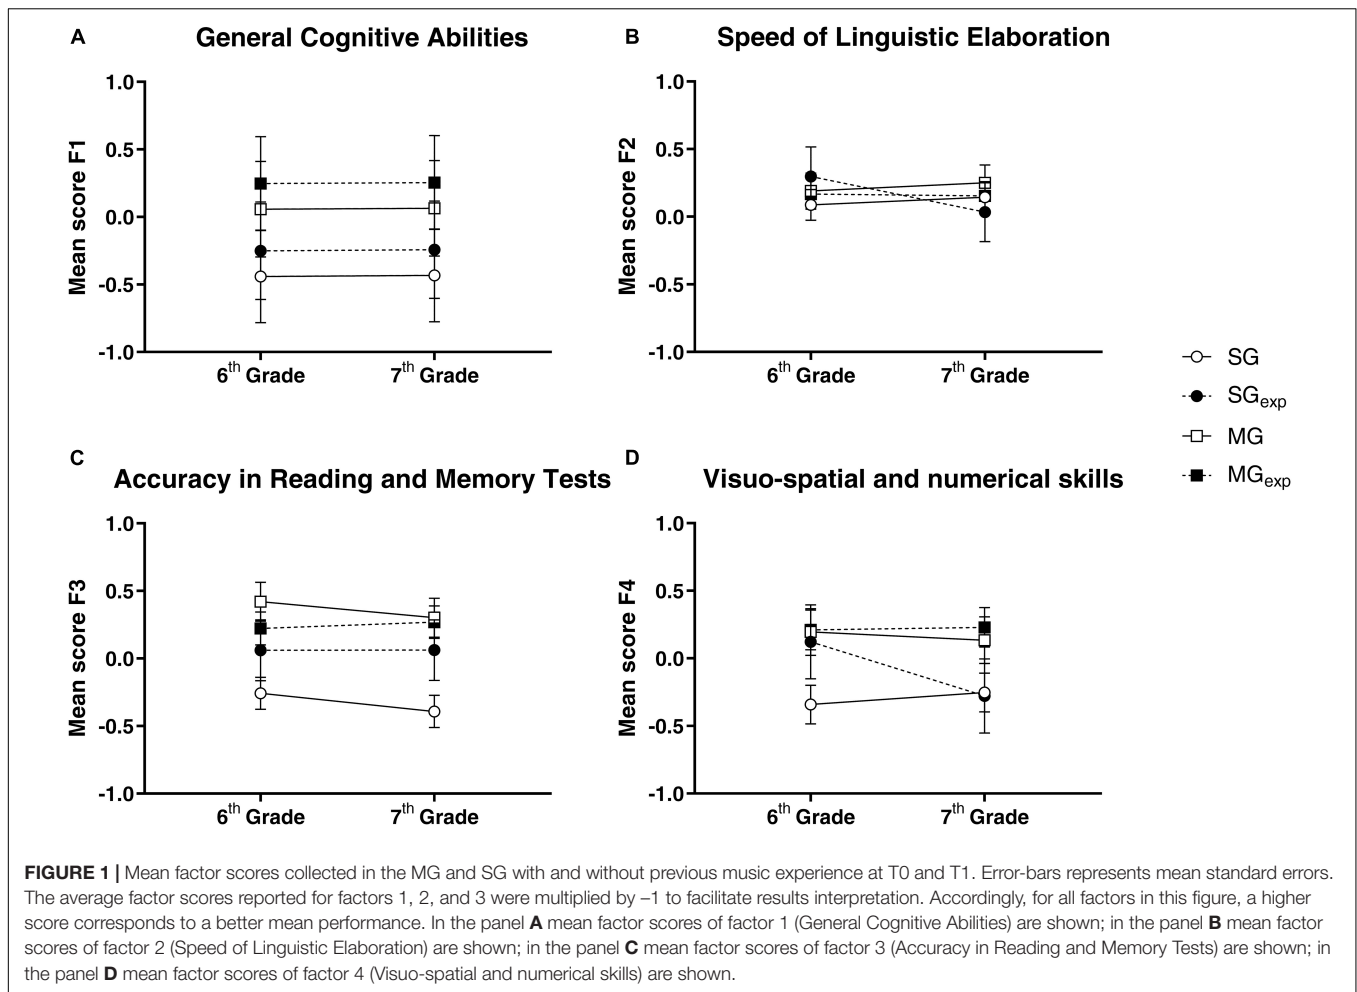 A
General Cognitive Abilities
Mean score F1
1.0
0.5
0.0
-0.5
-1.0
6th Grade
7th Grade
B
Speed of Linguistic Elaboration
Mean score F2
1.0
0.5
0.0
-0.5
-1.0
6th Grade
7th Grade
SG
SGexp
MG
MGexp
C
Accuracy in Reading and Memory Tests
Mean score F3
1.0
0.5
0.0
-0.5
-1.0
6th Grade
7th Grade
D
Visuo-spatial and numerical skills
Mean score F4
1.0
0.5
0.0
-0.5
-1.0
6th Grade
7th Grade
FIGURE 1 | Mean factor scores collected in the MG and SG with and without previous music experience at T0 and T1. Error-bars represents mean standard errors.
The average factor scores reported for factors 1, 2, and 3 were multiplied by –1 to facilitate results interpretation. Accordingly, for all factors in this figure, a higher
score corresponds to a better mean performance. In the panel A mean factor scores of factor 1 (General Cognitive Abilities) are shown; in the panel B mean factor
scores of factor 2 (Speed of Linguistic Elaboration) are shown; in the panel C mean factor scores of factor 3 (Accuracy in Reading and Memory Tests) are shown; in
the panel D mean factor scores of factor 4 (Visuo-spatial and numerical skills) are shown.